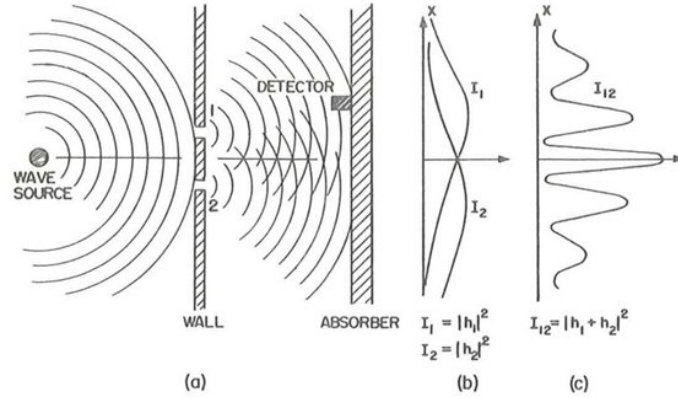 WAVE
SOURCE
1
2
WALL
DETECTOR
ABSORBER
(a)
X
I₁
I₂
I₁ = |h₁|²
I₂ = |h₂|²
(b)
X
I₁₂
I₁₂ = |h₁ + h₂|²
(c)